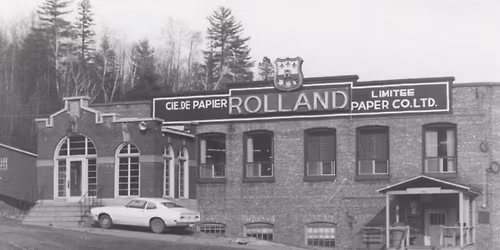 CIE. DE PAPIER ROLLAND LIMITEE
PAPER CO. LTD.